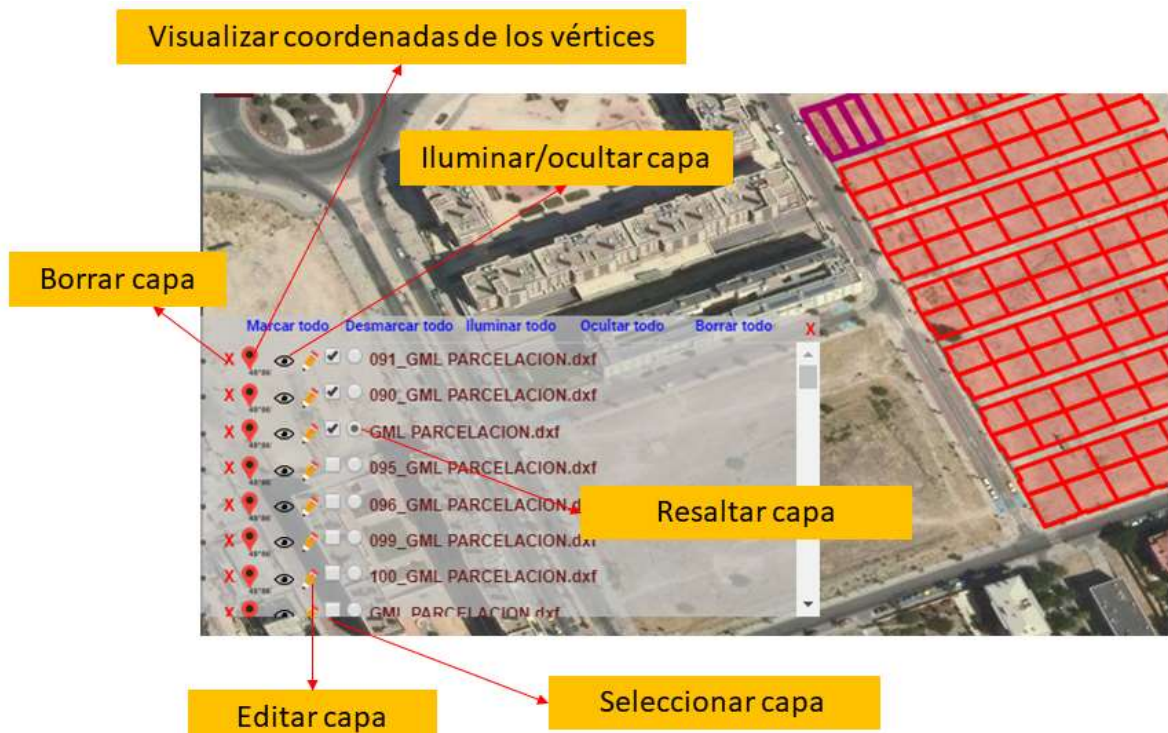 Visualizar coordenadas de los vértices
Iluminar/ocultar capa
Borrar capa
Marcar todo Desmarcar todo Iluminar todo Ocultar todo Borrar todo X
X 091_GML PARCELACION.dxf
X 090_GML PARCELACION.dxf
X GML PARCELACION.dxf
X 095_GML PARCELACION.dxf
X 096_GML PARCELACION.d
Resaltar capa
X 099_GML PARCELACION.dxf
X 100_GML PARCELACION.dxf
X GML PARCELACION.dxf
Seleccionar capa
Editar capa